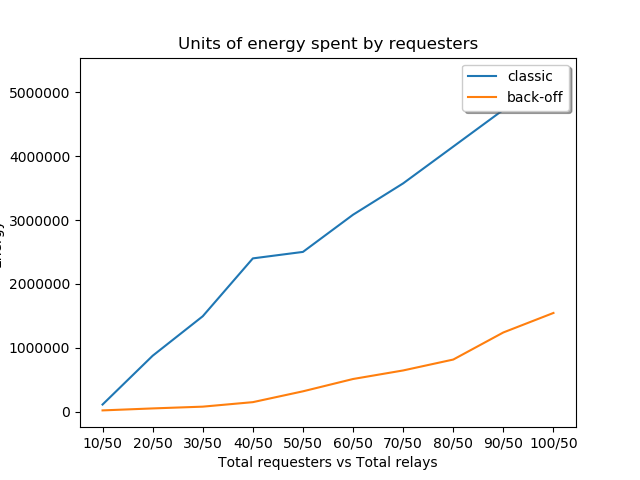 Units of energy spent by requesters
classic
back-off
5000000
4000000
3000000
2000000
1000000
0
10/50 20/50 30/50 40/50 50/50 60/50 70/50 80/50 90/50 100/50
Total requesters vs Total relays